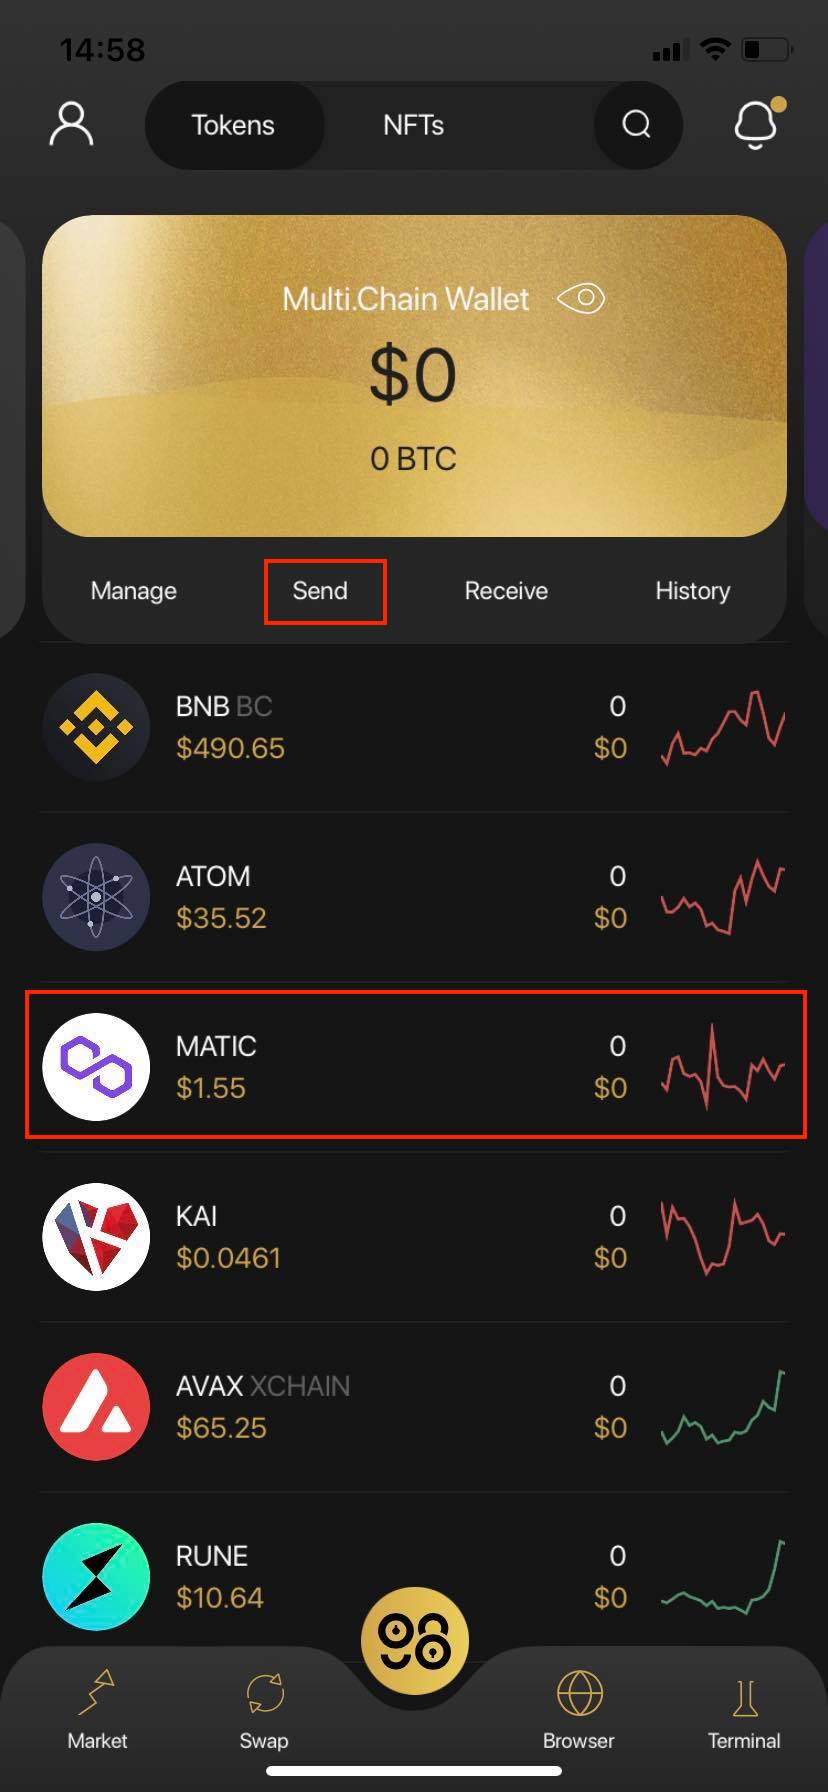 14:58
Tokens NFTs
Multi.Chain Wallet
$0
0 BTC
Manage Send Receive History
BNB BC 0
$490.65 $0
ATOM 0
$35.52 $0
MATIC 0
$1.55 $0
KAI 0
$0.0461 $0
AVAX XCHAIN 0
$65.25 $0
RUNE 0
$10.64 $0
98
Market Swap Browser Terminal